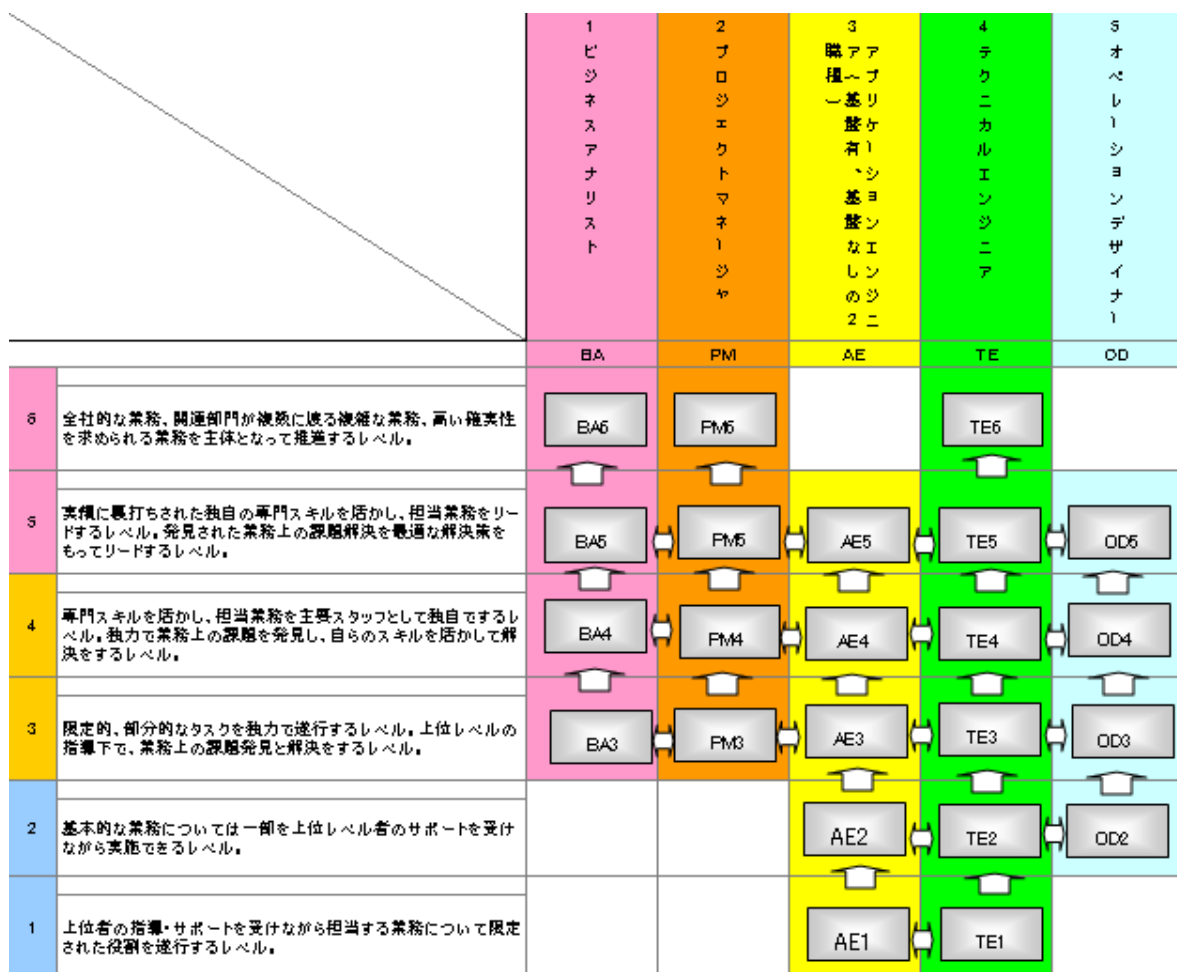 1
ビジネスアナリスト
2
プロジェクトマネージャ
3
アプリケーションエンジニ
ア(基盤有、基盤なしの2
職種)
4
テクニカルエンジニア
5
オペレーションデザイナー
BA
PM
AE
TE
OD
6
全社的な業務、関連部門が複数に渡る複雑な業務、高い確実性
を求められる業務を主体となって推進するレベル。
BA6
PM6
TE6
5
実績に裏打ちされた独自の専門スキルを活かし、担当業務をリー
ドするレベル。発見された業務上の課題解決を最適な解決策を
もってリードするレベル。
BA5
PM5
AE5
TE5
OD5
4
専門スキルを活かし、担当業務を主要スタッフとして独自でするレ
ベル。独力で業務上の課題を発見し、自らのスキルを活かして解
決をするレベル。
BA4
PM4
AE4
TE4
OD4
3
限定的、部分的なタスクを独力で遂行するレベル。上位レベルの
指導下で、業務上の課題発見と解決をするレベル。
BA3
PM3
AE3
TE3
OD3
2
基本的な業務については一部を上位レベル者のサポートを受け
ながら実施できるレベル。
AE2
TE2
OD2
1
上位者の指導・サポートを受けながら担当する業務について限定
された役割を遂行するレベル。
AE1
TE1